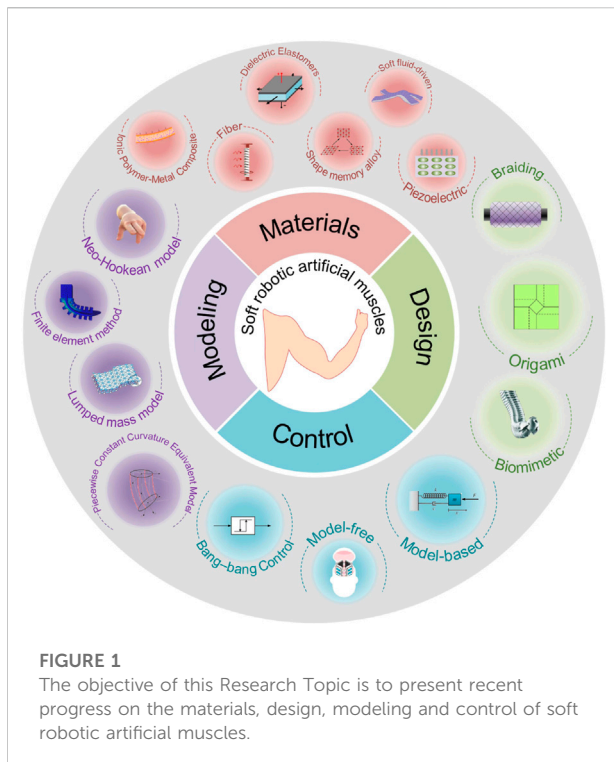 Dielectric Elastomers
Soft fluid-driven
Ionic Polymer-Metal Composite
Fiber
Shape memory alloy
Piezoelectric
Braiding
Neo-Hookean model
Materials
Soft robotic artificial muscles
Modeling
Design
Finite element method
Origami
Lumped mass model
Control
Biomimetic
Piecewise Constant Curvature Equivalent Model
Bang-bang Control
Model-free
Model-based
FIGURE 1
The objective of this Research Topic is to present recent
progress on the materials, design, modeling and control of soft
robotic artificial muscles.